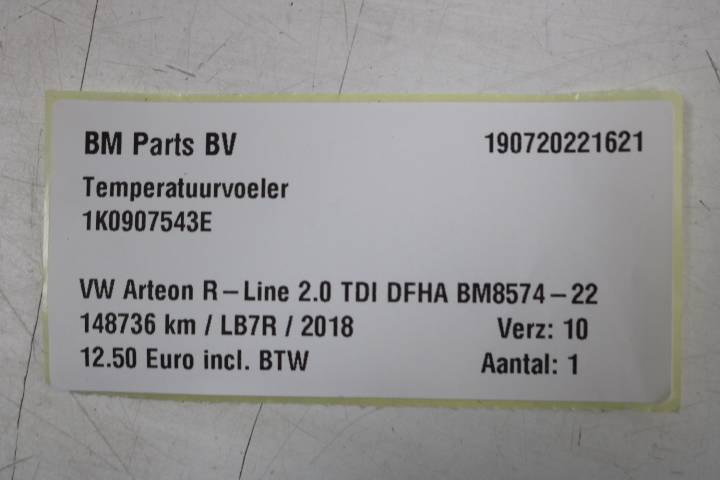 BM Parts BV 190720221621
Temperatuurvoeler
1K0907543E
VW Arteon R-Line 2.0 TDI DFHA BM8574-22
148736 km / LB7R / 2018 Verz: 10
12.50 Euro incl. BTW Aantal: 1